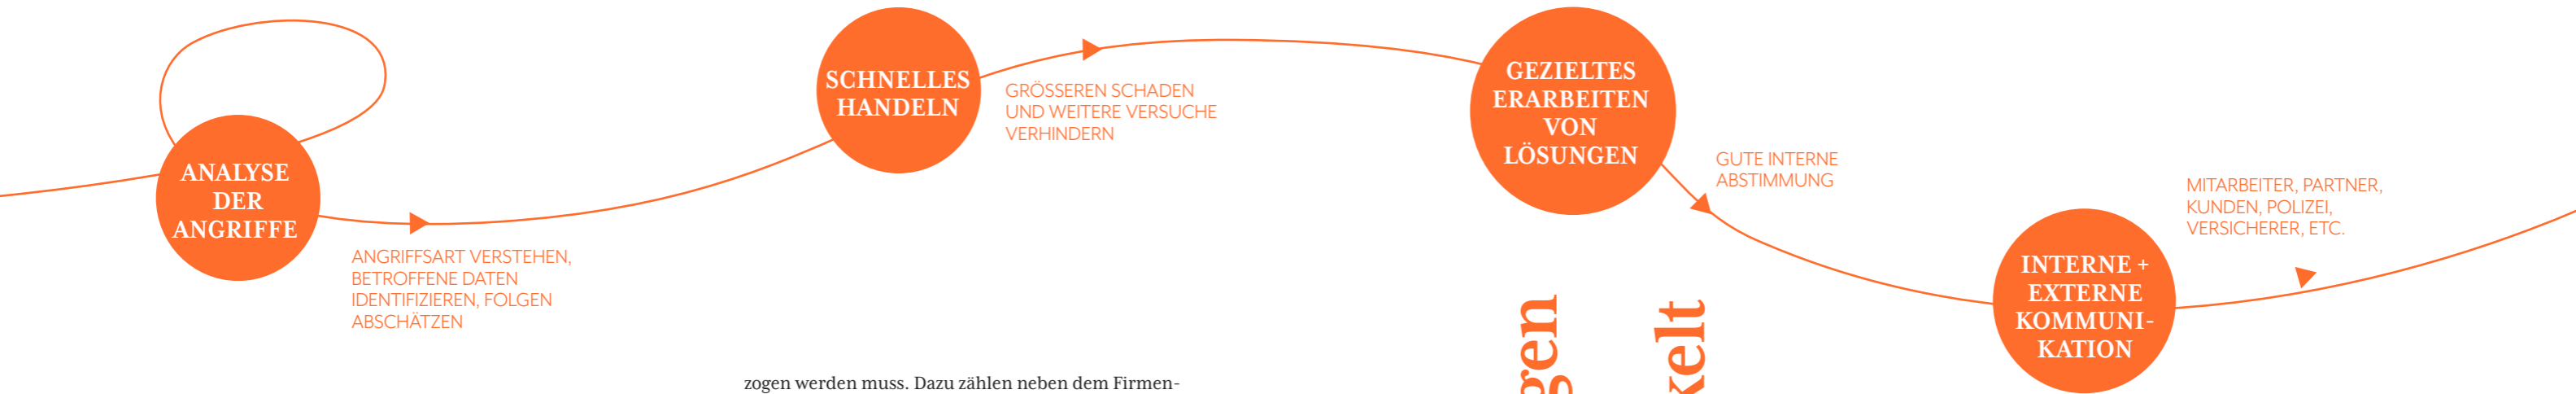 ANALYSE
DER
ANGRIFFE
ANGRIFFSART VERSTEHEN,
BETROFFENE DATEN
IDENTIFIZIEREN, FOLGEN
ABSCHÄTZEN
SCHNELLES
HANDELN
GRÖSSEREN SCHADEN
UND WEITERE VERSUCHE
VERHINDERN
GEZIELTES
ERARBEITEN
VON
LÖSUNGEN
GUTE INTERNE
ABSTIMMUNG
INTERNE +
EXTERNE
KOMMUNI-
KATION
MITARBEITER, PARTNER,
KUNDEN, POLIZEI,
VERSICHERER, ETC.
zogen werden muss. Dazu zählen neben dem Firmen-
gen
kelt